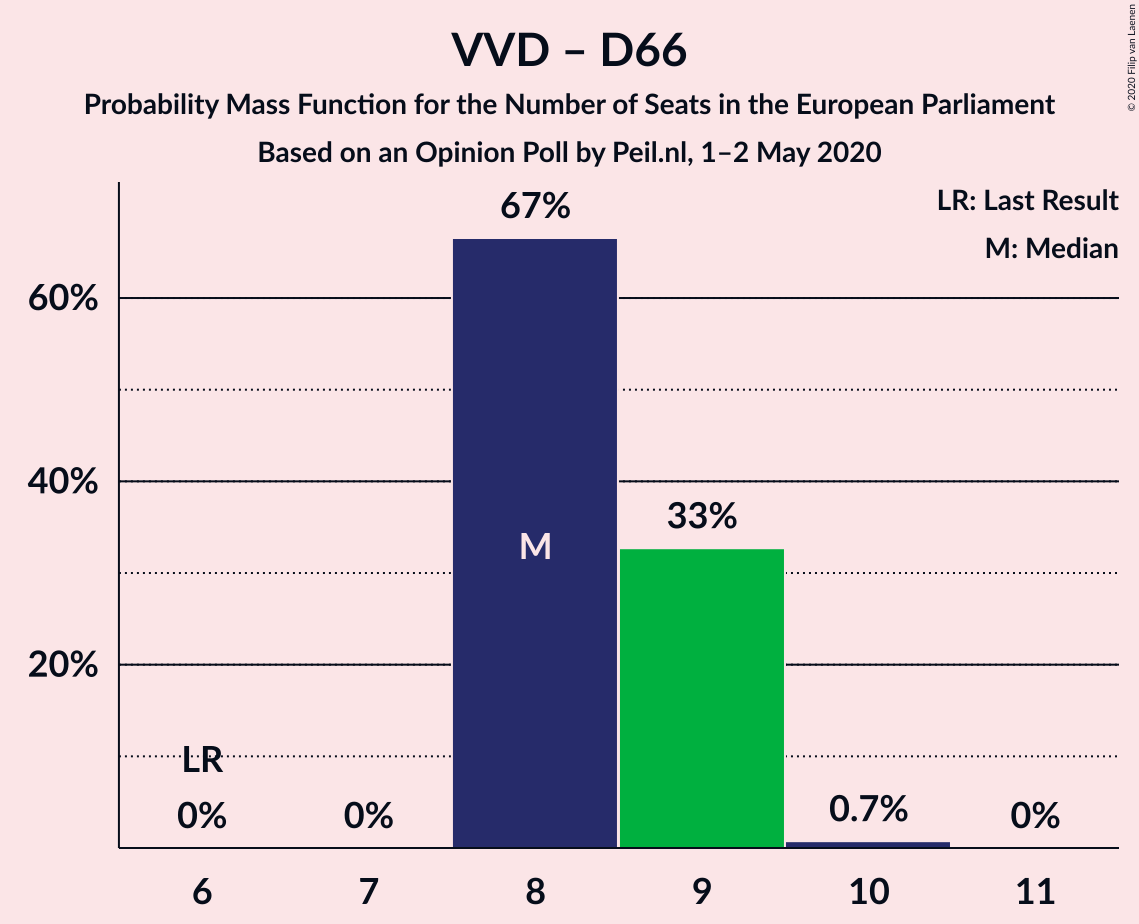 VVD – D66
Probability Mass Function for the Number of Seats in the European Parliament
Based on an Opinion Poll by Peil.nl, 1–2 May 2020
© 2020 Filip van Laenen
LR: Last Result
M: Median
67%
60%
40%
33%
M
20%
LR
0%
0%
0.7%
0%
6
7
8
9
10
11